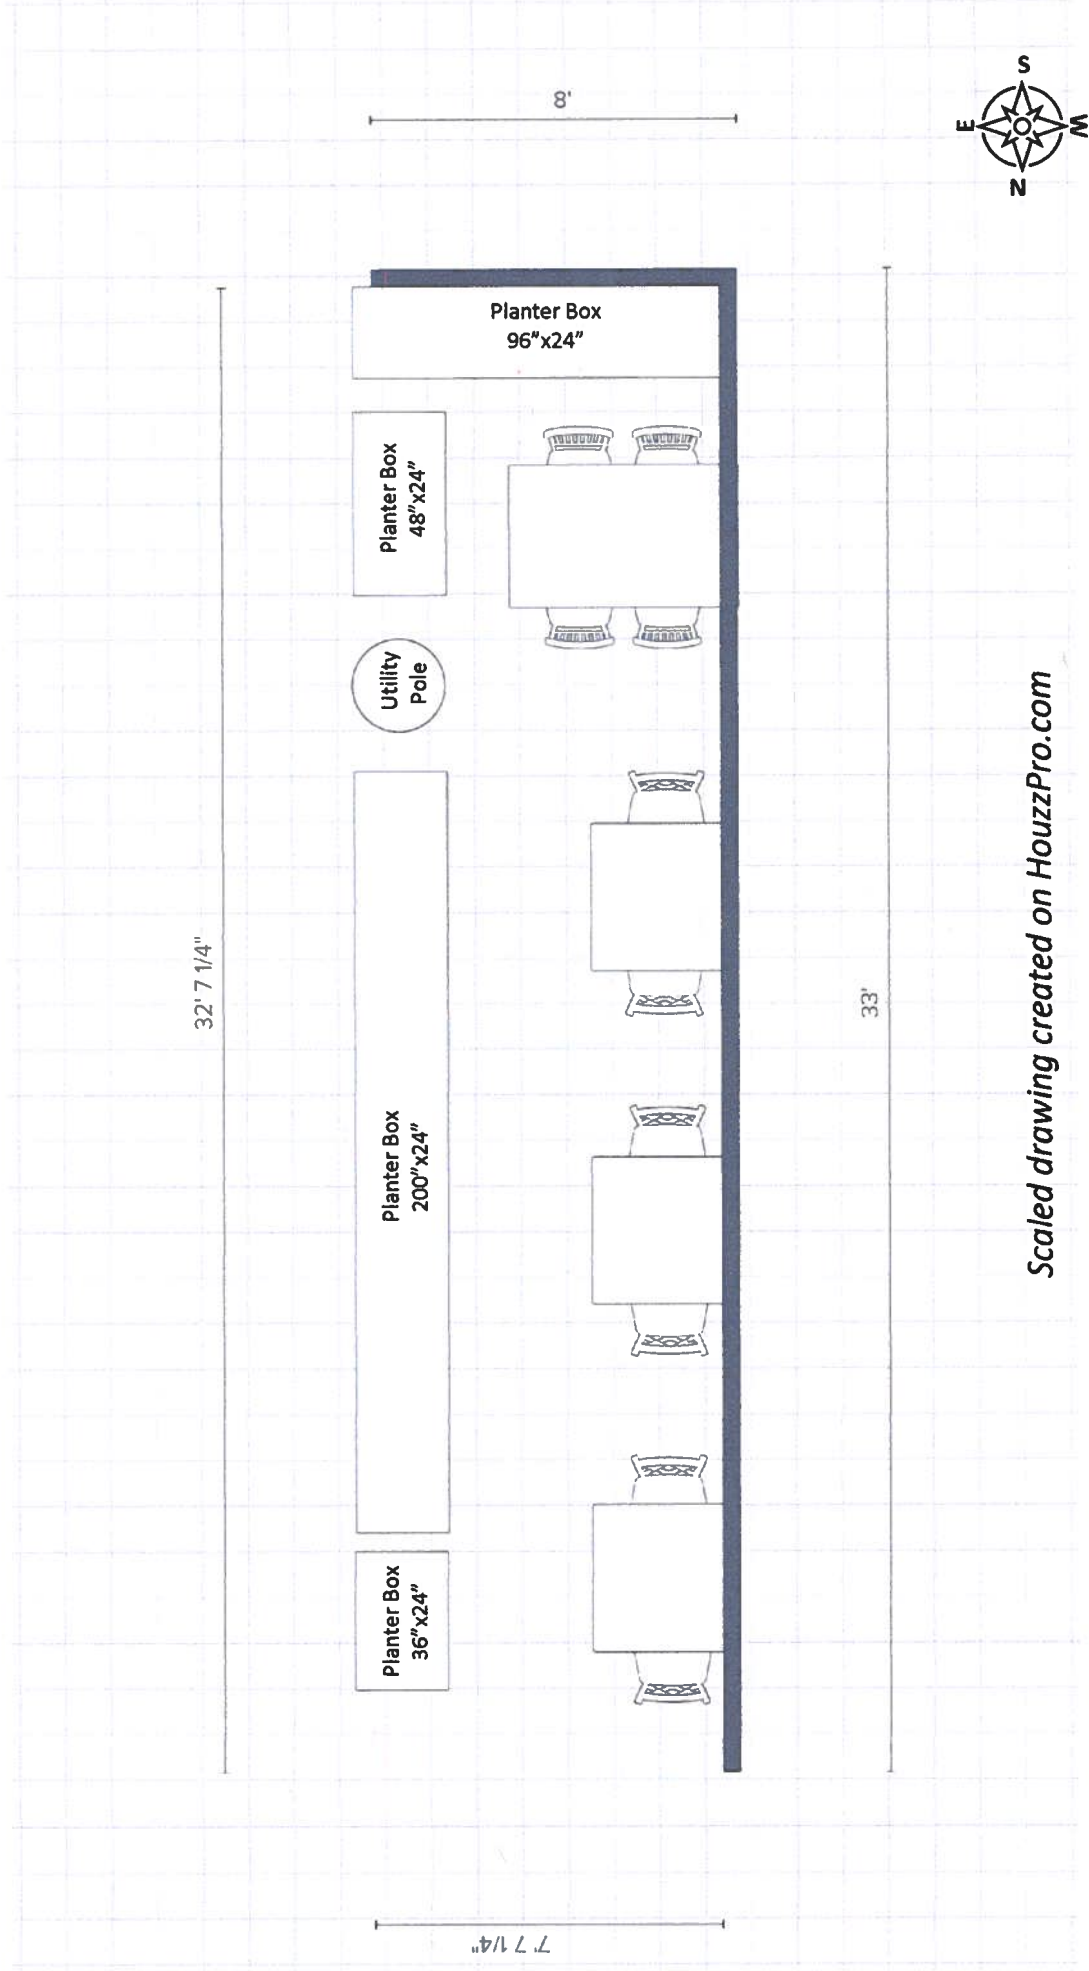 8'
S
E
W
N
Planter Box
96"x24"
Planter Box
48"x24"
Utility
Pole
32' 7 1/4"
33'
Planter Box
200"x24"
Planter Box
36"x24"
7' 7 1/4"
Scaled drawing created on HouzzPro.com